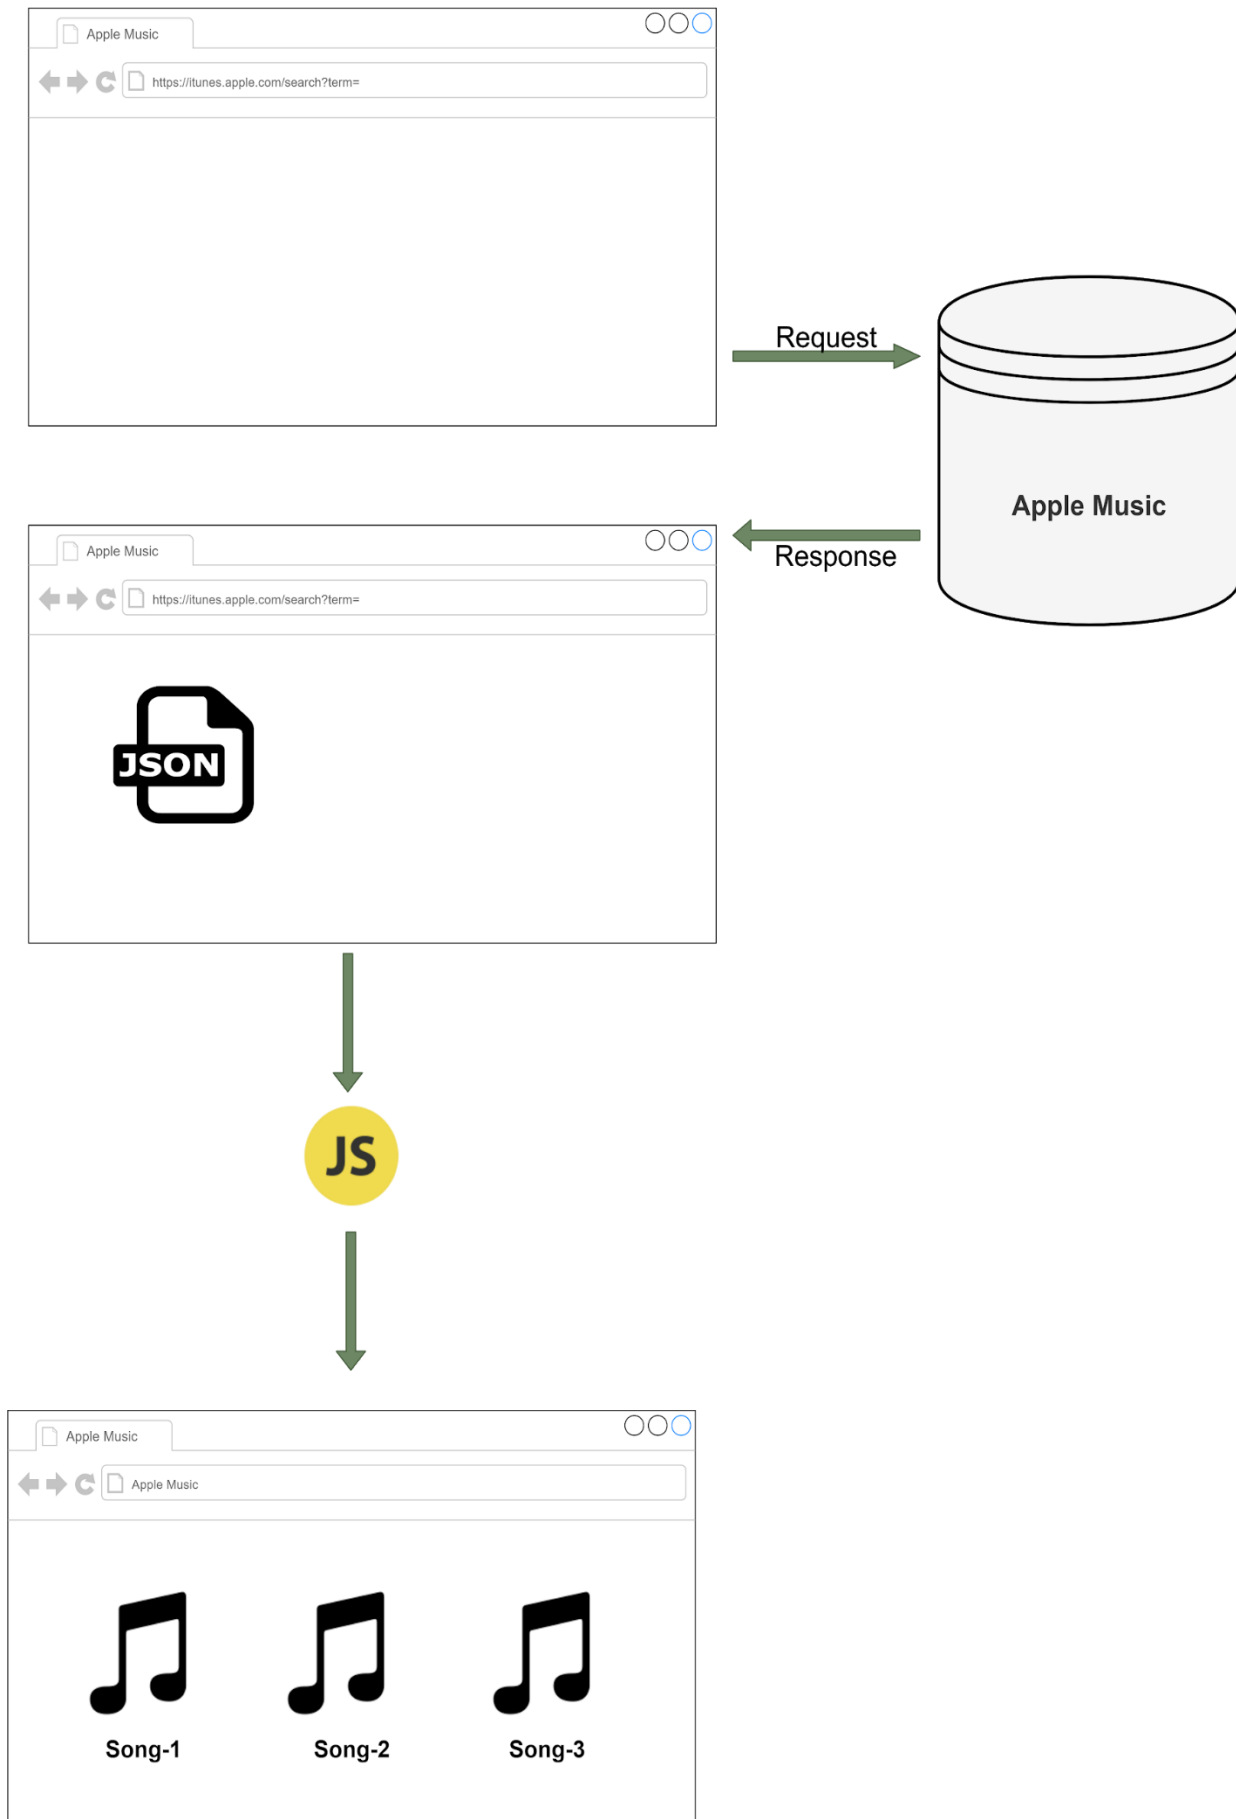 Apple Music
https://itunes.apple.com/search?term=
Request
Apple Music
Response
Apple Music
https://itunes.apple.com/search?term=
JSON
JS
Apple Music
Apple Music
Song-1
Song-2
Song-3